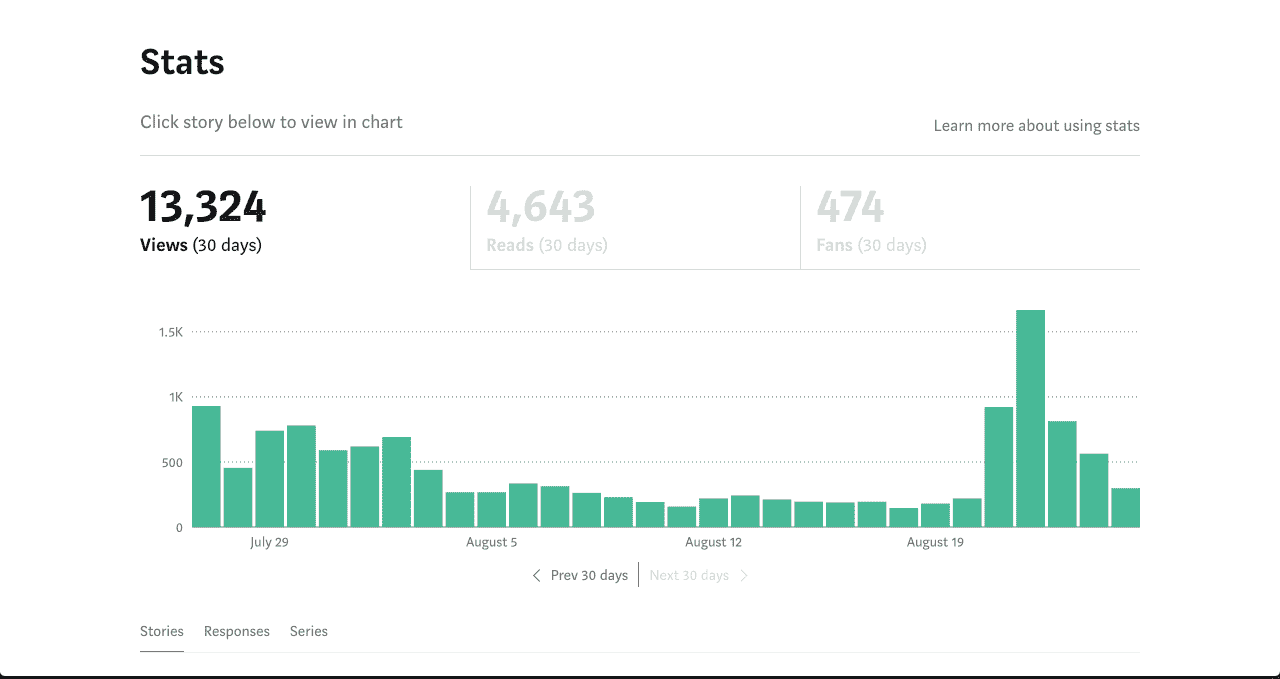 Stats
Click story below to view in chart
Learn more about using stats
13,324
Views (30 days)
4,643
Reads (30 days)
474
Fans (30 days)
1.5K
1K
500
0
July 29
August 5
August 12
August 19
Prev 30 days
Next 30 days
Stories
Responses
Series